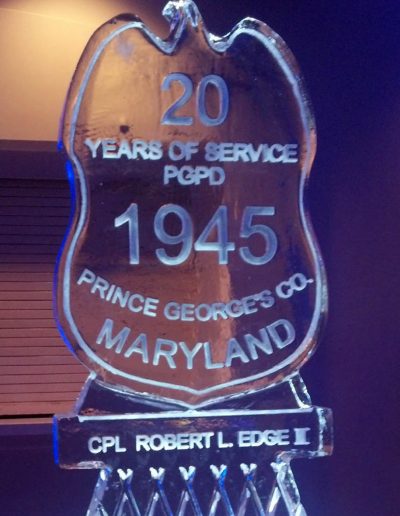 20
YEARS OF SERVICE
PGPD
1945
PRINCE GEORGE'S CO.
MARYLAND
CPL ROBERT L. EDGE II